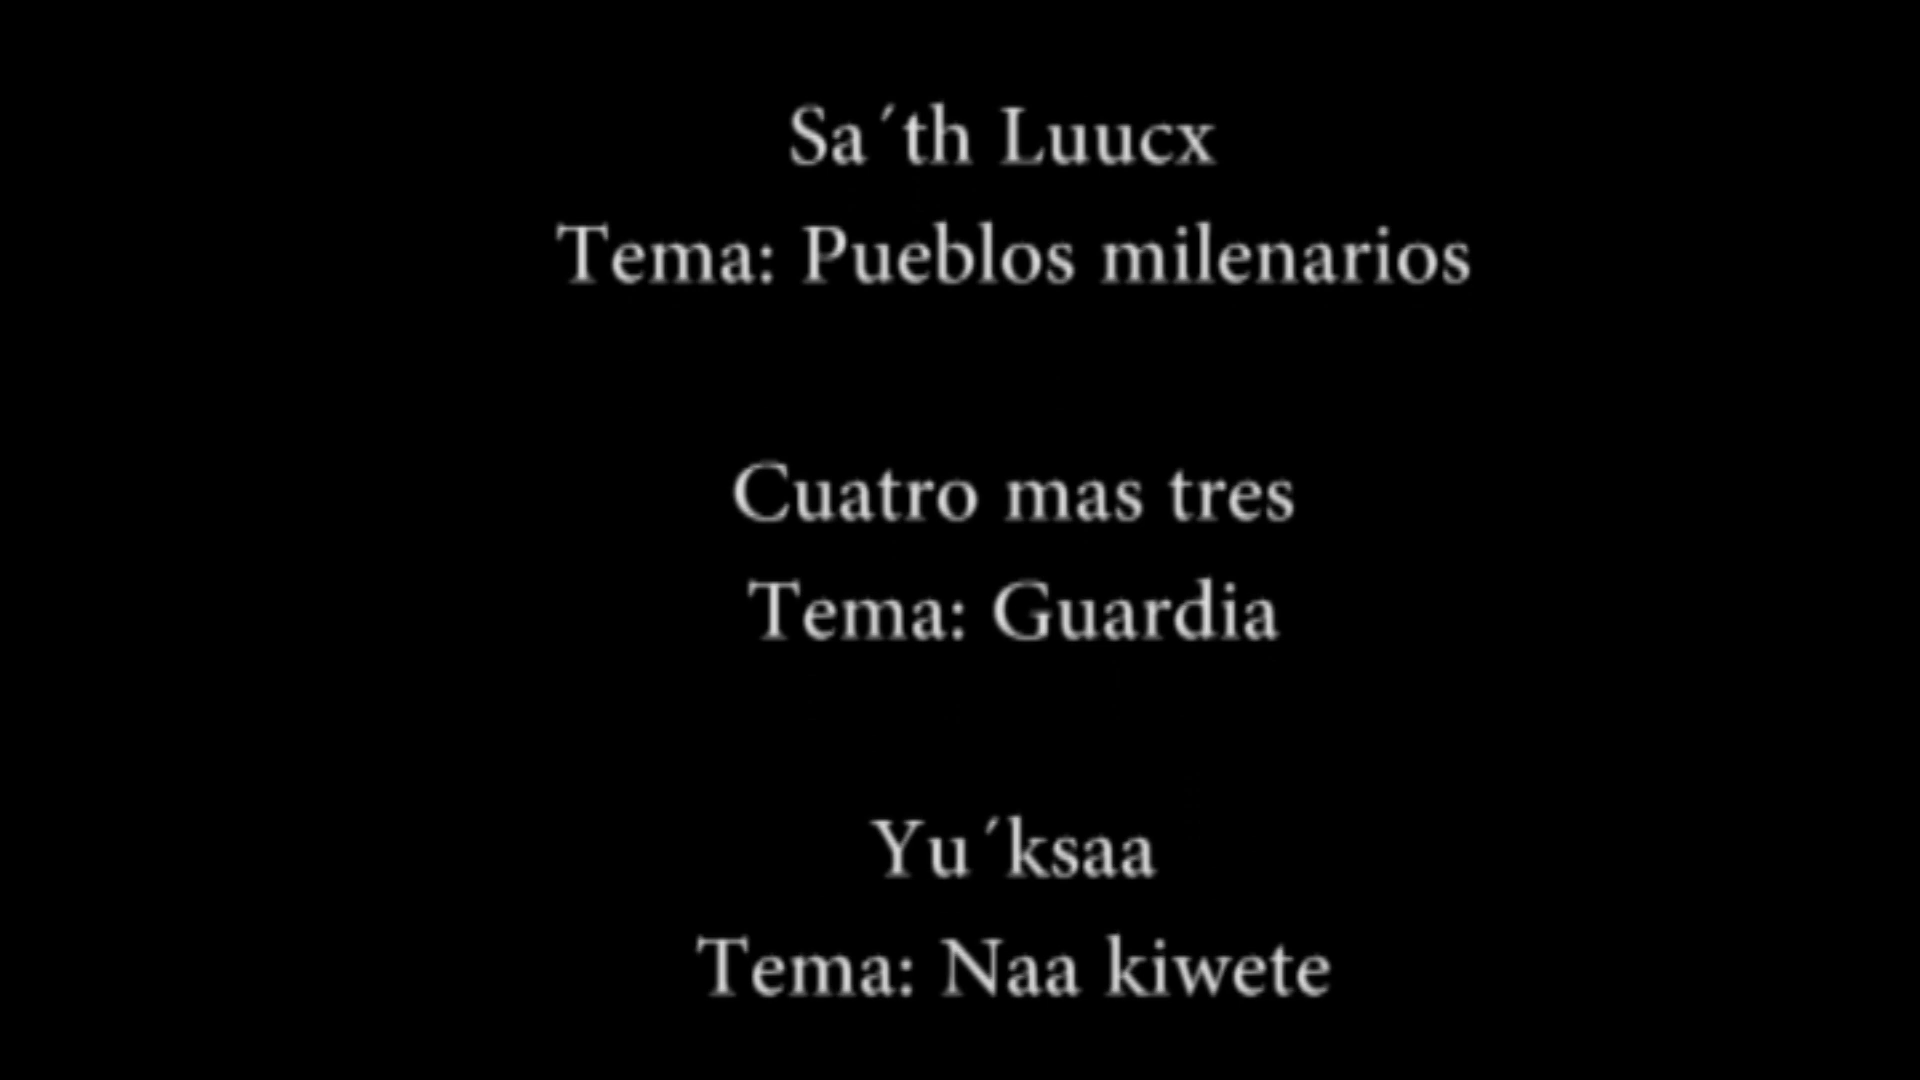 Sa´th Luucx
Tema: Pueblos milenarios
Cuatro mas tres
Tema: Guardia
Yu´ksaa
Tema: Naa kiwete